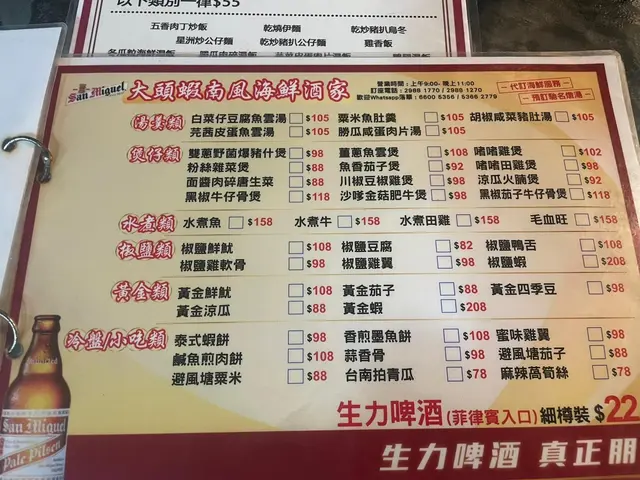 以下類別一律$55
五香肉丁炒飯 乾燒伊麵 乾炒豬扒烏冬
星洲炒公仔麵 乾炒豬扒公仔麵 雞香飯
San Miguel 大頭蝦南風海鮮酒家
營業時間：上午9:00- 晚上11:00
訂座電話：2988 1770 / 2988 1270
歡迎Whatsapp落單：6600 5356 / 5366 2779
－代訂海鮮服務－
－預訂馳名燉湯－
湯羹類 白菜仔豆腐魚雲湯 $105 粟米魚肚羹 $105 胡椒咸菜豬肚湯 $105
芫茜皮蛋魚雲湯 $105 勝瓜咸蛋肉片湯 $105
煲仔類 雙蔥野菌爆豬什煲 $98 薑蔥魚雲煲 $108 啫啫雞煲 $102
粉絲雜菜煲 $88 魚香茄子煲 $92 啫啫田雞煲 $98
面醬肉碎唐生菜 $88 川椒豆椒雞煲 $98 涼瓜火腩煲 $92
黑椒牛仔骨煲 $118 沙嗲金菇肥牛煲 $98 黑椒茄子牛仔骨煲 $118
水煮類 水煮魚 $158 水煮牛 $158 水煮田雞 $158 毛血旺 $158
椒鹽類 椒鹽鮮魷 $108 椒鹽豆腐 $82 椒鹽鴨舌 $108
椒鹽雞軟骨 $98 椒鹽雞翼 $98 椒鹽蝦 $208
黃金類 黃金鮮魷 $108 黃金茄子 $88 黃金四季豆 $98
黃金涼瓜 $88 黃金蝦 $208
冷盤/小吃類 泰式蝦餅 $98 香煎墨魚餅 $108 蜜味雞翼 $98
鹹魚煎肉餅 $108 蒜香骨 $98 避風塘茄子 $88
避風塘粟米 $88 台南拍青瓜 $78 麻辣萵筍絲 $78
生力啤酒(菲律賓入口)細樽裝 $22
San Miguel
Pale Pilsen
生力啤酒 真正朋